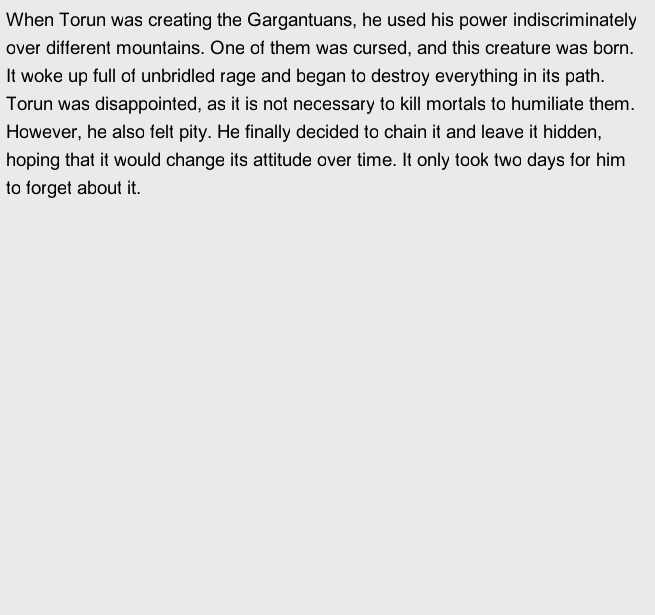 When Torun was creating the Gargantuans, he used his power indiscriminately
over different mountains. One of them was cursed, and this creature was born.
It woke up full of unbridled rage and began to destroy everything in its path.
Torun was disappointed, as it is not necessary to kill mortals to humiliate them.
However, he also felt pity. He finally decided to chain it and leave it hidden,
hoping that it would change its attitude over time. It only took two days for him
to forget about it.